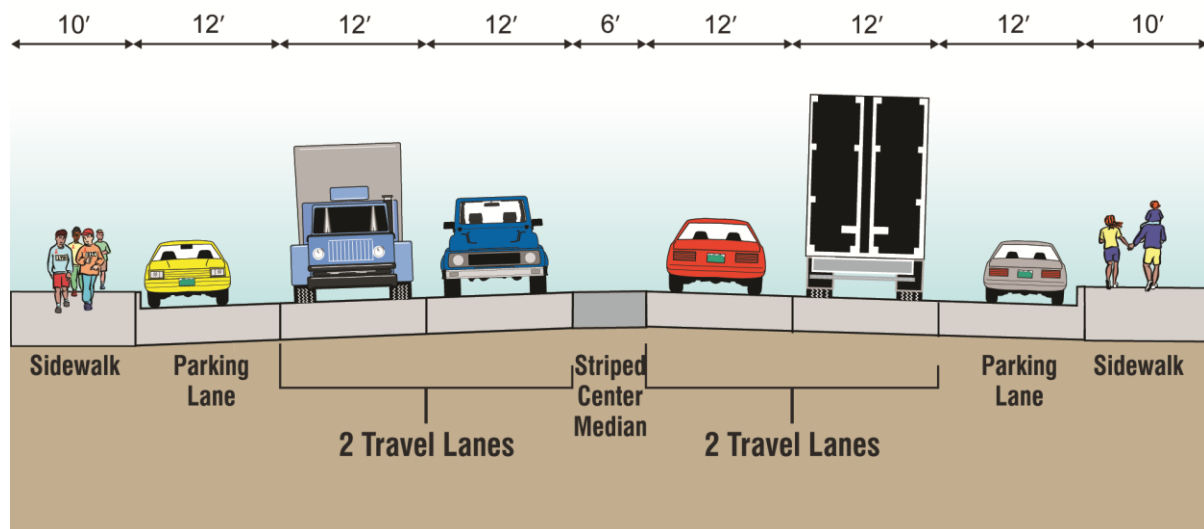 10′ 12′ 12′ 12′ 6′ 12′ 12′ 12′ 10′
Sidewalk
Parking
Lane
2 Travel Lanes
Striped
Center
Median
2 Travel Lanes
Parking
Lane
Sidewalk